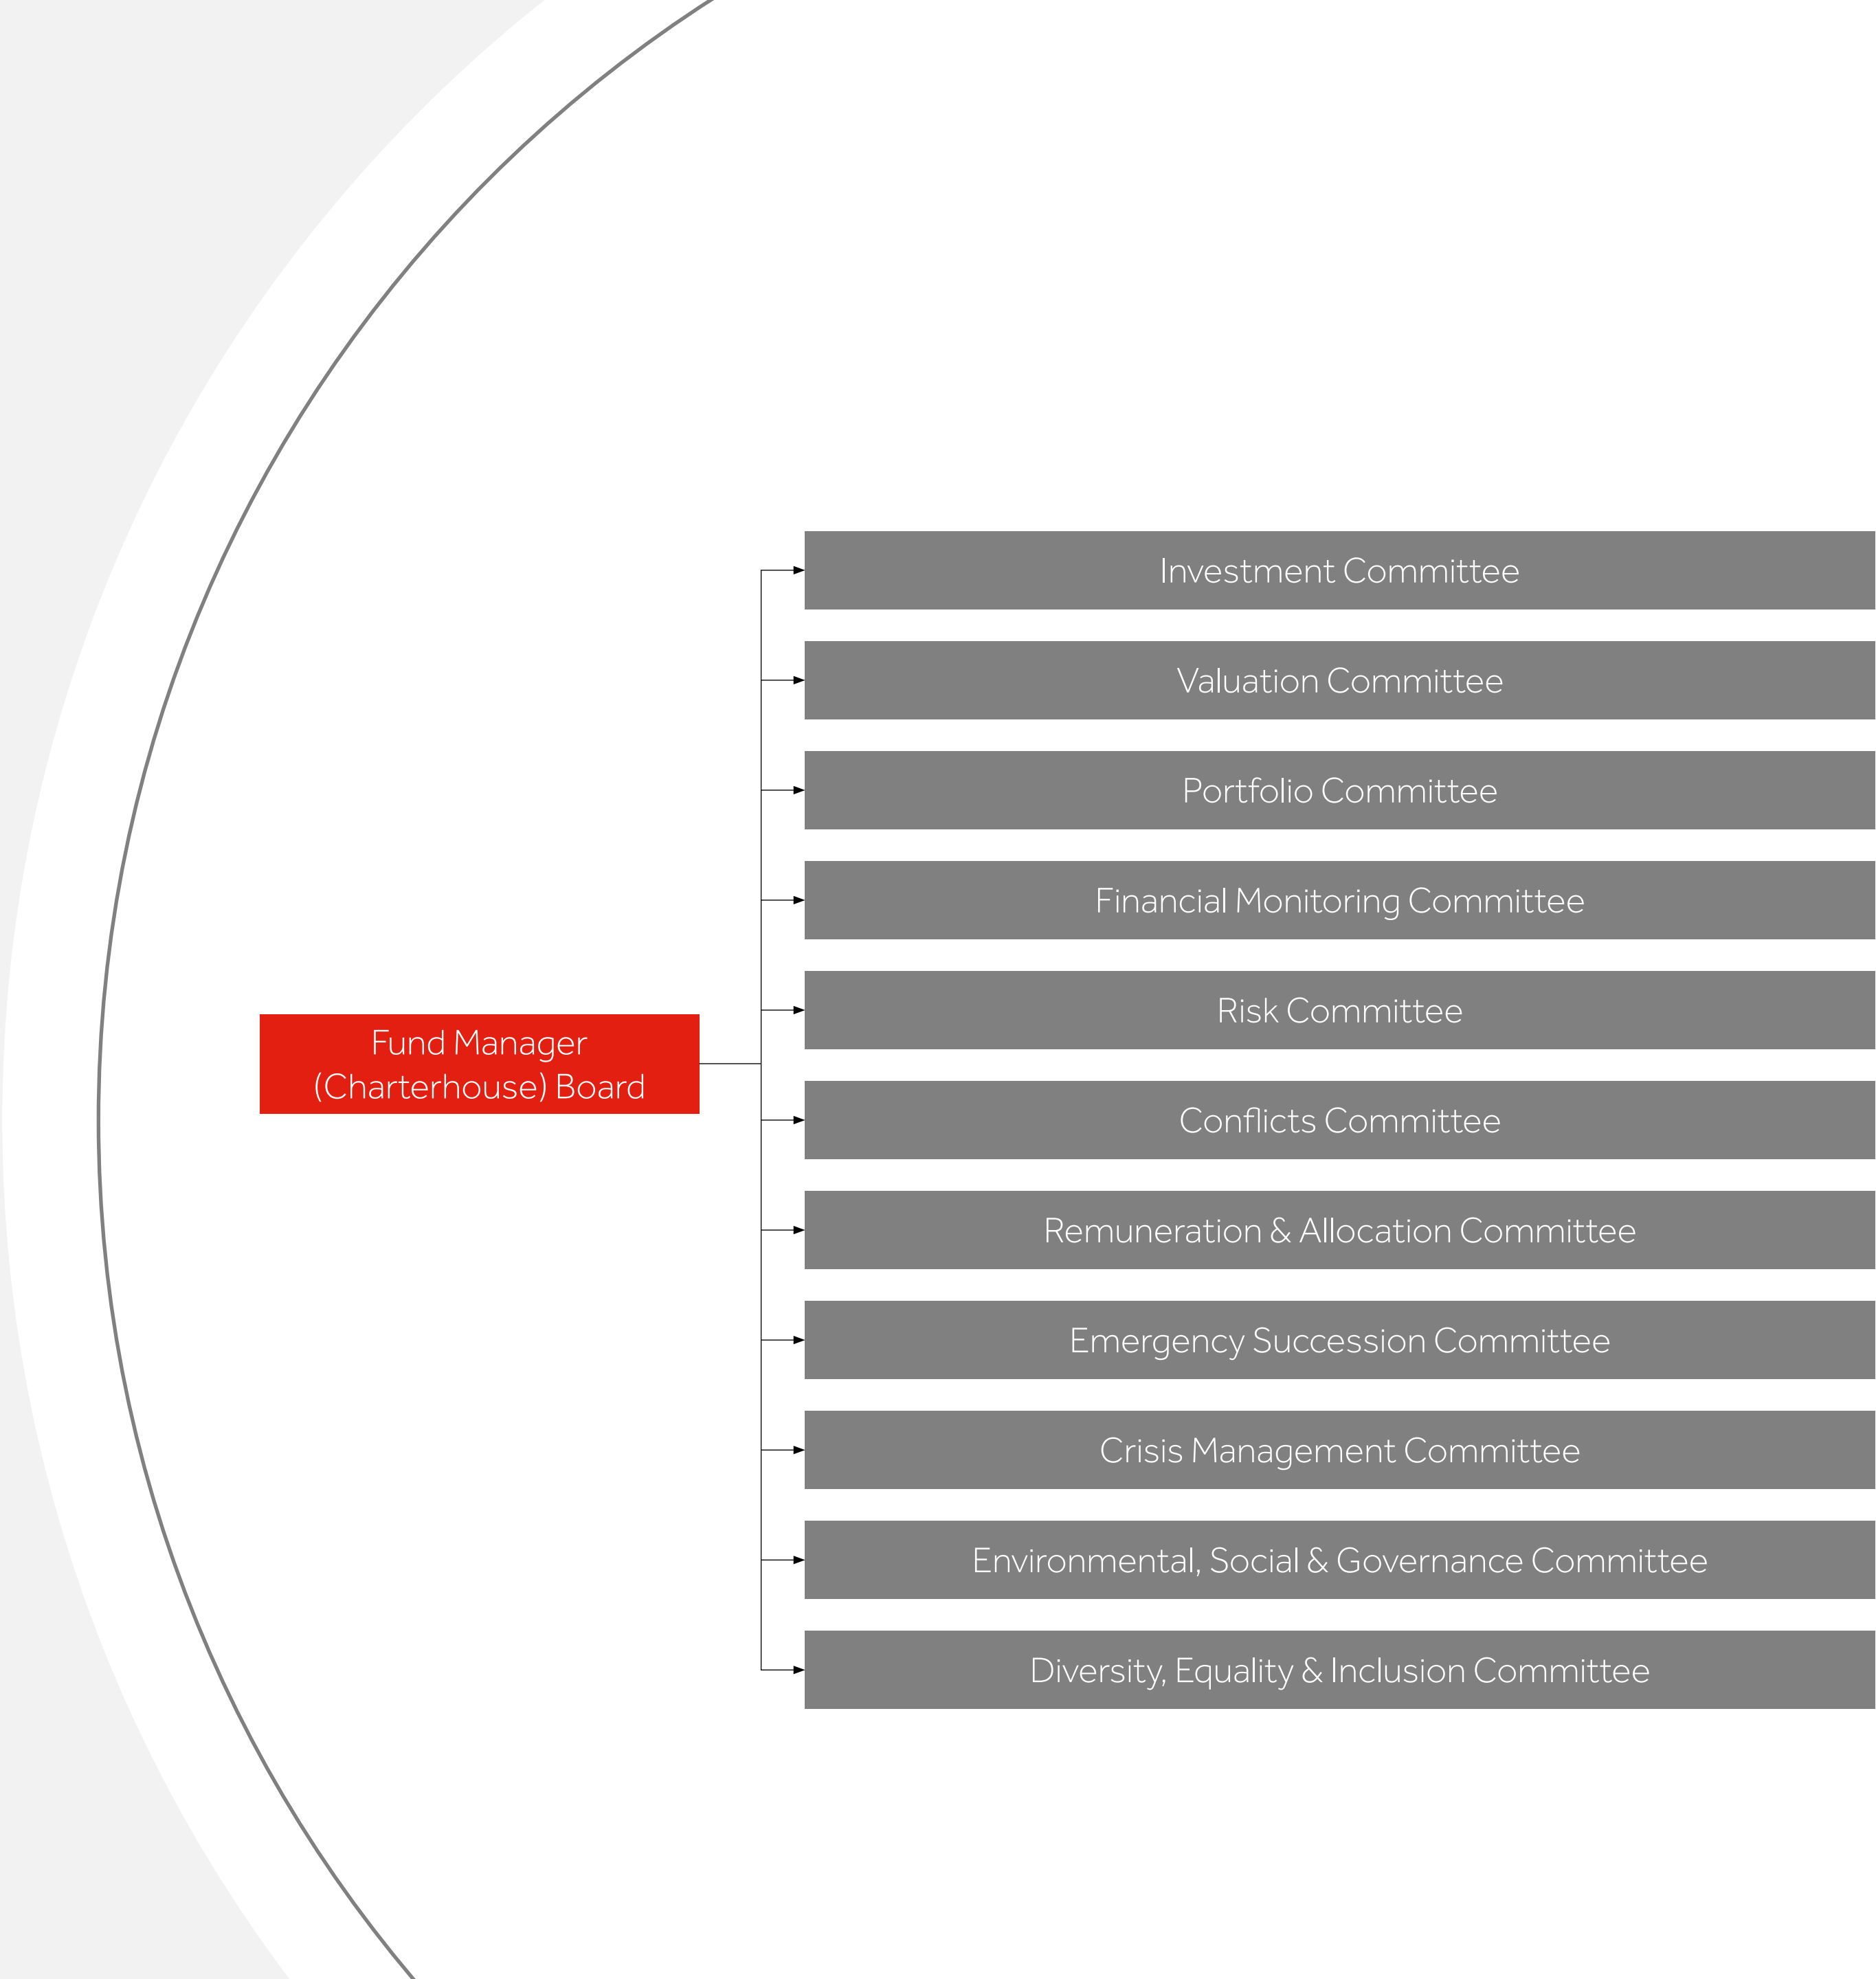 Investment Committee
Valuation Committee
Portfolio Committee
Financial Monitoring Committee
Risk Committee
Fund Manager
(Charterhouse) Board
Conflicts Committee
Remuneration & Allocation Committee
Emergency Succession Committee
Crisis Management Committee
Environmental, Social & Governance Committee
Diversity, Equality & Inclusion Committee